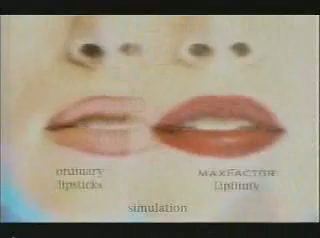 ordinary
lipsticks
MAXFACTOR
Lipfinity
simulation